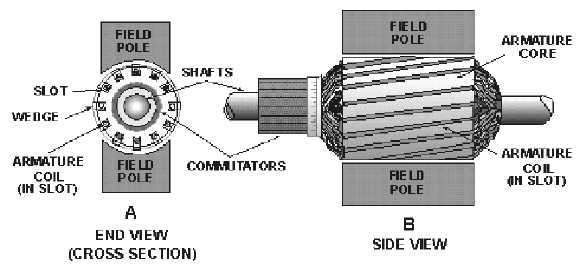 FIELD
POLE
SLOT
WEDGE
ARMATURE
COIL
(IN SLOT)
FIELD
POLE
A
END VIEW
(CROSS SECTION)
SHAFTS
COMMUTATORS
FIELD
POLE
ARMATURE
CORE
ARMATURE
COIL
(IN SLOT)
FIELD
POLE
B
SIDE VIEW